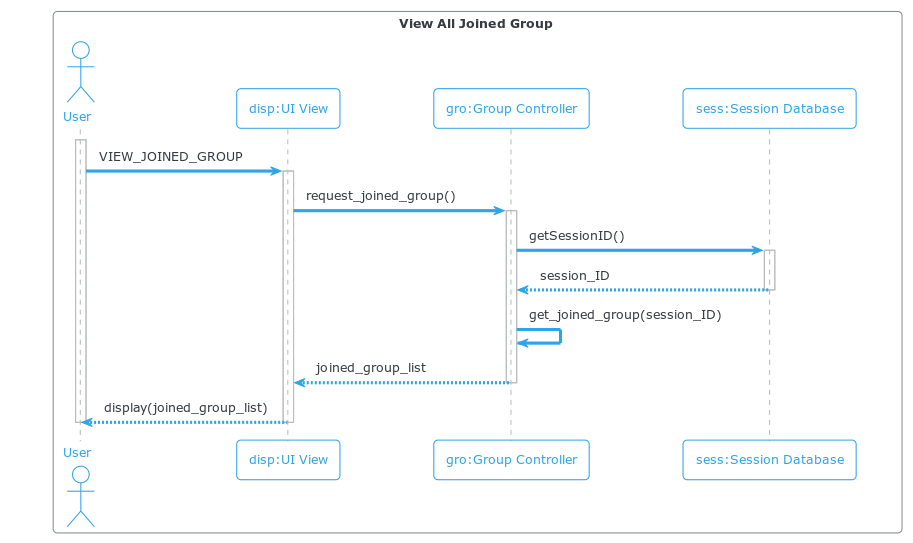 View All Joined Group
User
disp:UI View
gro:Group Controller
sess:Session Database
VIEW_JOINED_GROUP
request_joined_group()
getSessionID()
session_ID
get_joined_group(session_ID)
joined_group_list
display(joined_group_list)
User
disp:UI View
gro:Group Controller
sess:Session Database